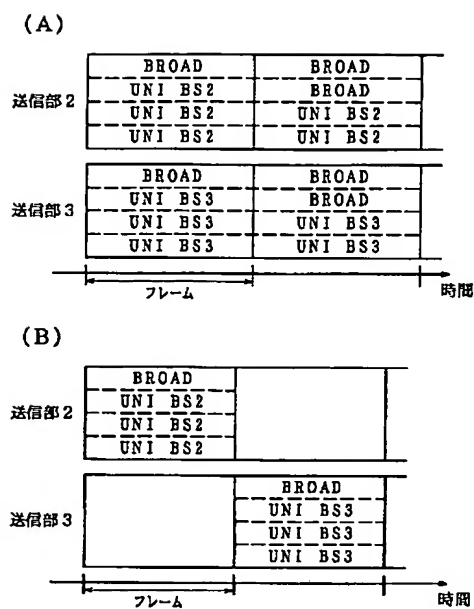 (A)
送信部2
BROAD BROAD
UNI BS2 BROAD
UNI BS2 UNI BS2
UNI BS2 UNI BS2
送信部3
BROAD BROAD
UNI BS3 BROAD
UNI BS3 UNI BS3
UNI BS3 UNI BS3
フレーム
時間
(B)
送信部2
BROAD
UNI BS2
UNI BS2
UNI BS2
送信部3
BROAD
UNI BS3
UNI BS3
UNI BS3
フレーム
時間